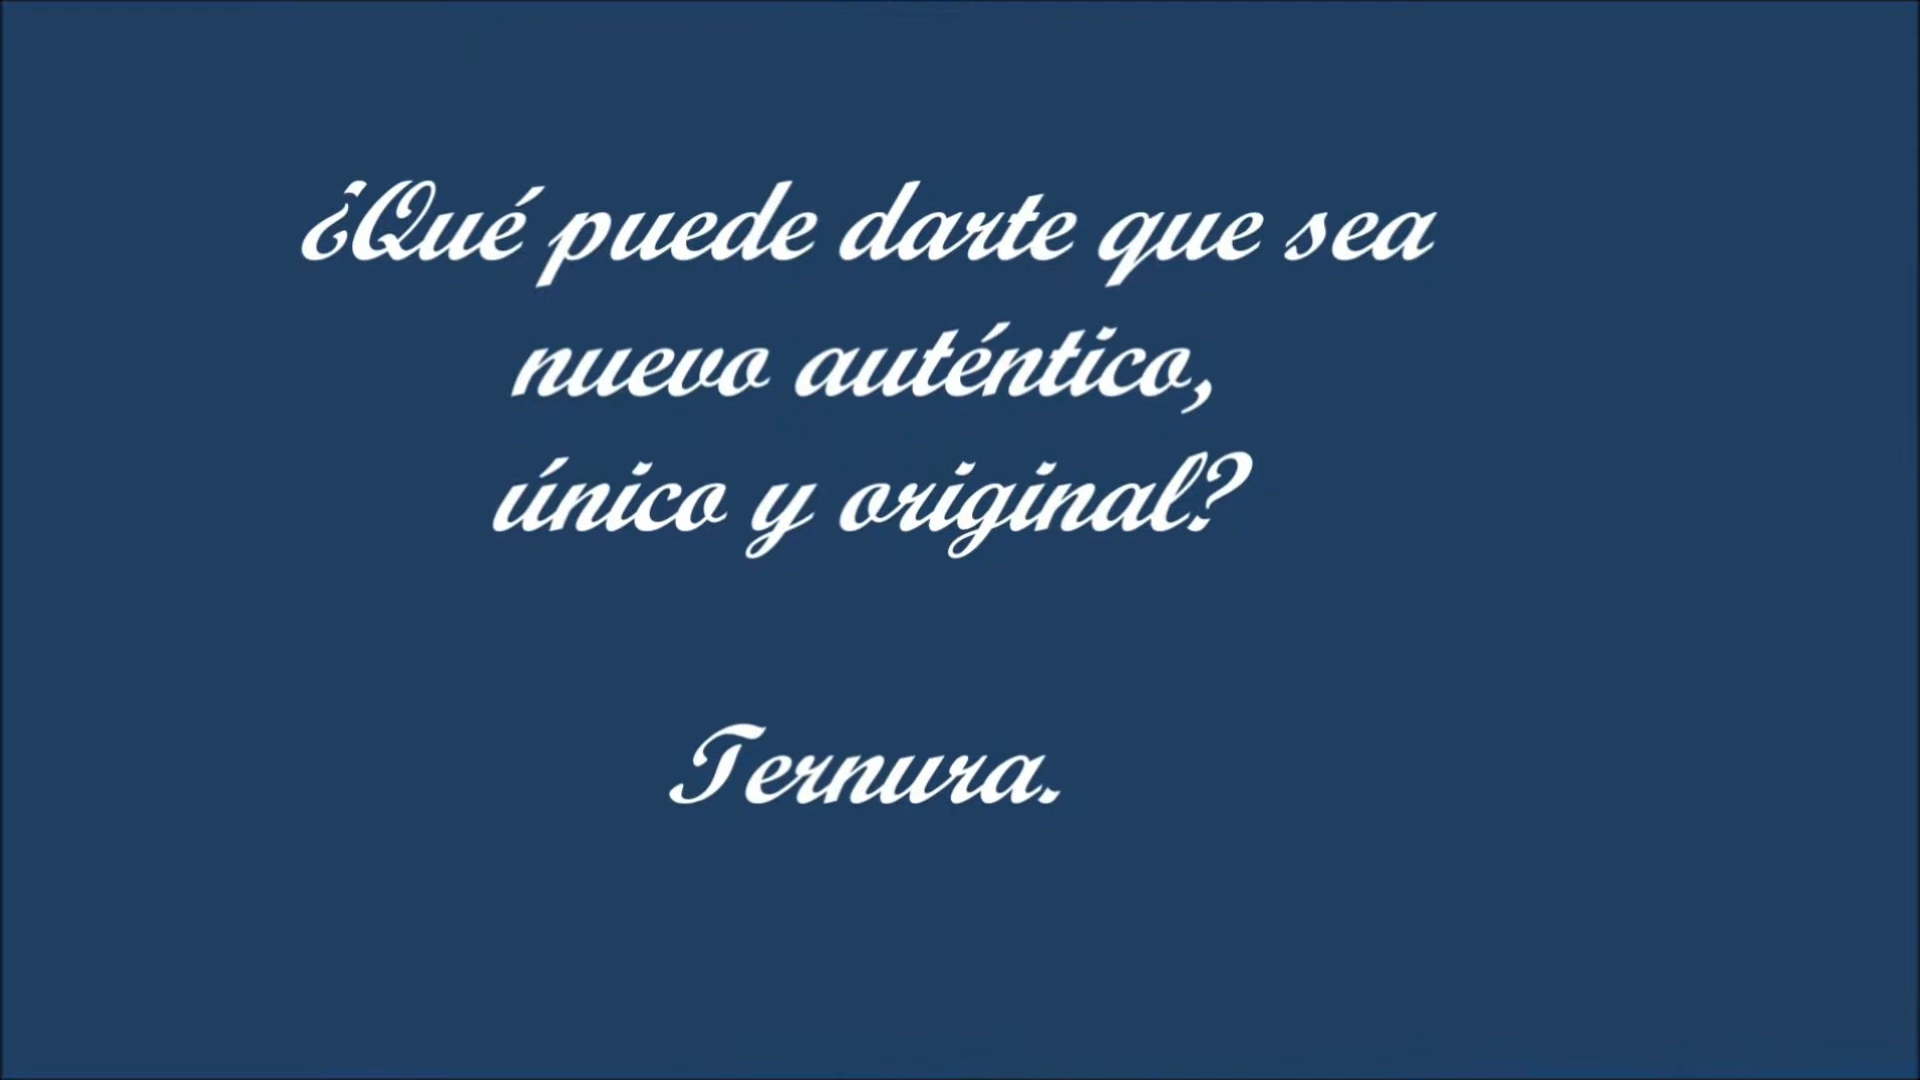 ¿Qué puede darte que sea
nuevo auténtico,
único y original?
Ternura.